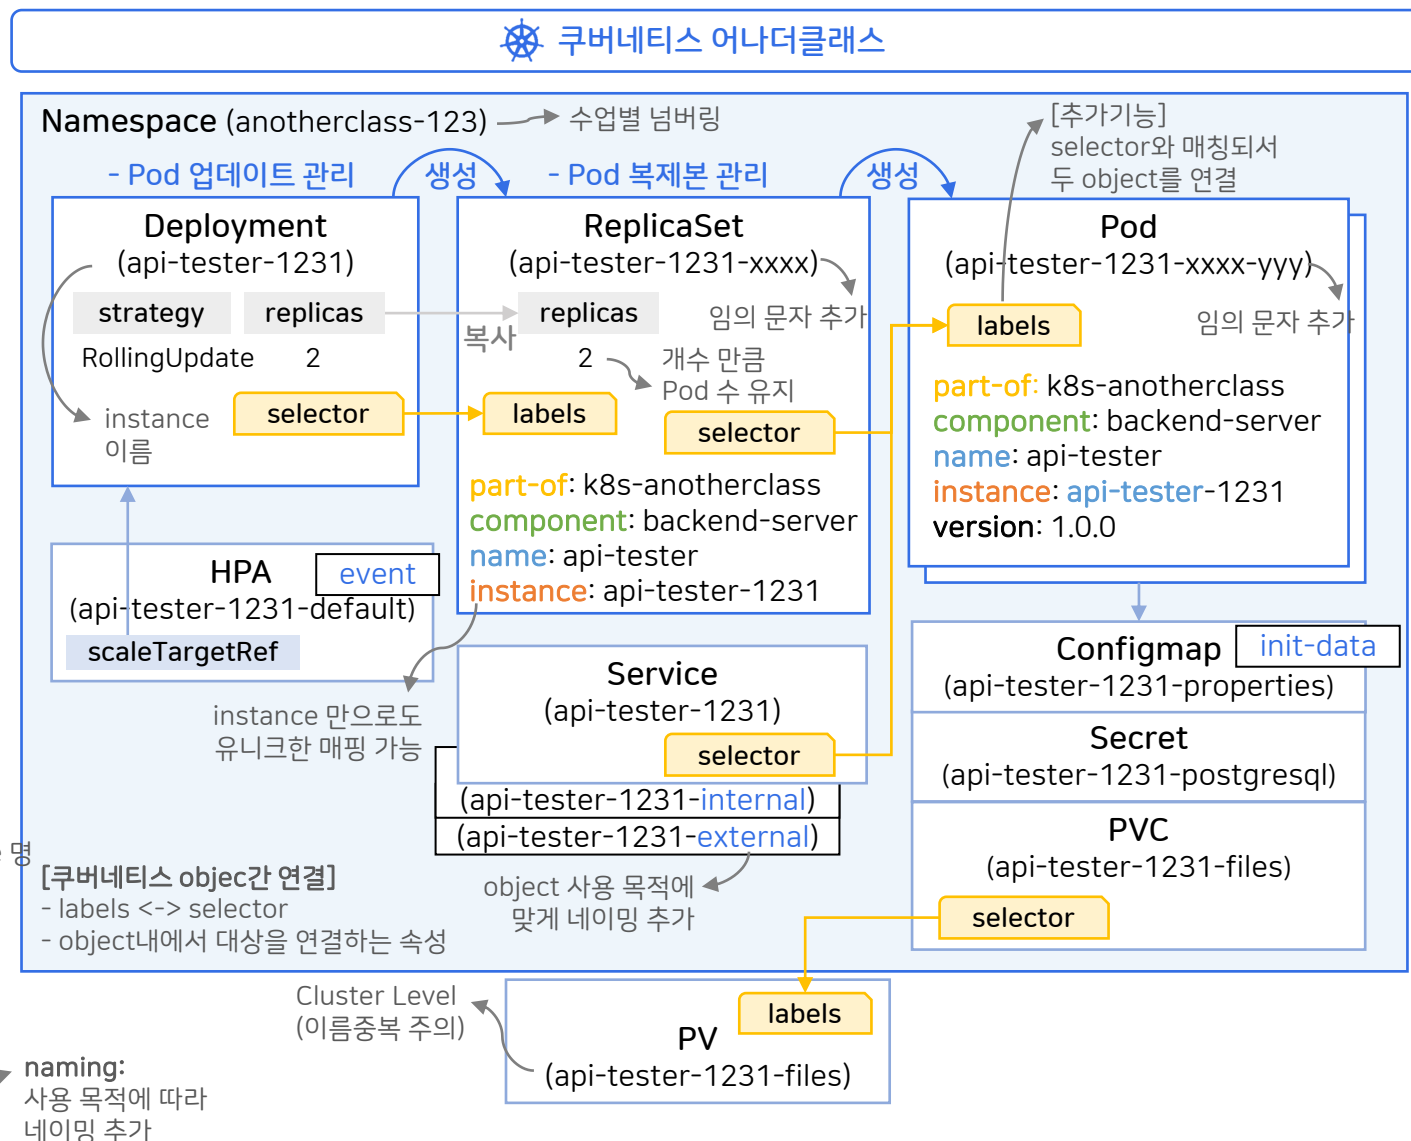 쿠버네티스 어나더클래스
Namespace (anotherclass-123)
수업별 넘버링
[추가기능]
selector와 매칭되서
두 object를 연결
- Pod 업데이트 관리
생성
- Pod 복제본 관리
생성
Deployment
(api-tester-1231)
strategy
replicas
RollingUpdate
2
selector
instance
이름
복사
ReplicaSet
(api-tester-1231-xxxx)
replicas
임의 문자 추가
2
개수 만큼
Pod 수 유지
labels
selector
part-of: k8s-anotherclass
component: backend-server
name: api-tester
instance: api-tester-1231
Pod
(api-tester-1231-xxxx-yyy)
labels
임의 문자 추가
part-of: k8s-anotherclass
component: backend-server
name: api-tester
instance: api-tester-1231
version: 1.0.0
HPA
event
(api-tester-1231-default)
scaleTargetRef
instance 만으로도
유니크한 매핑 가능
Service
(api-tester-1231)
selector
(api-tester-1231-internal)
(api-tester-1231-external)
object 사용 목적에
맞게 네이밍 추가
Configmap
init-data
(api-tester-1231-properties)
Secret
(api-tester-1231-postgresql)
PVC
(api-tester-1231-files)
selector
명
[쿠버네티스 objec간 연결]
- labels <-> selector
- object내에서 대상을 연결하는 속성
Cluster Level
(이름중복 주의)
labels
PV
(api-tester-1231-files)
naming:
사용 목적에 따라
네이밍 추가